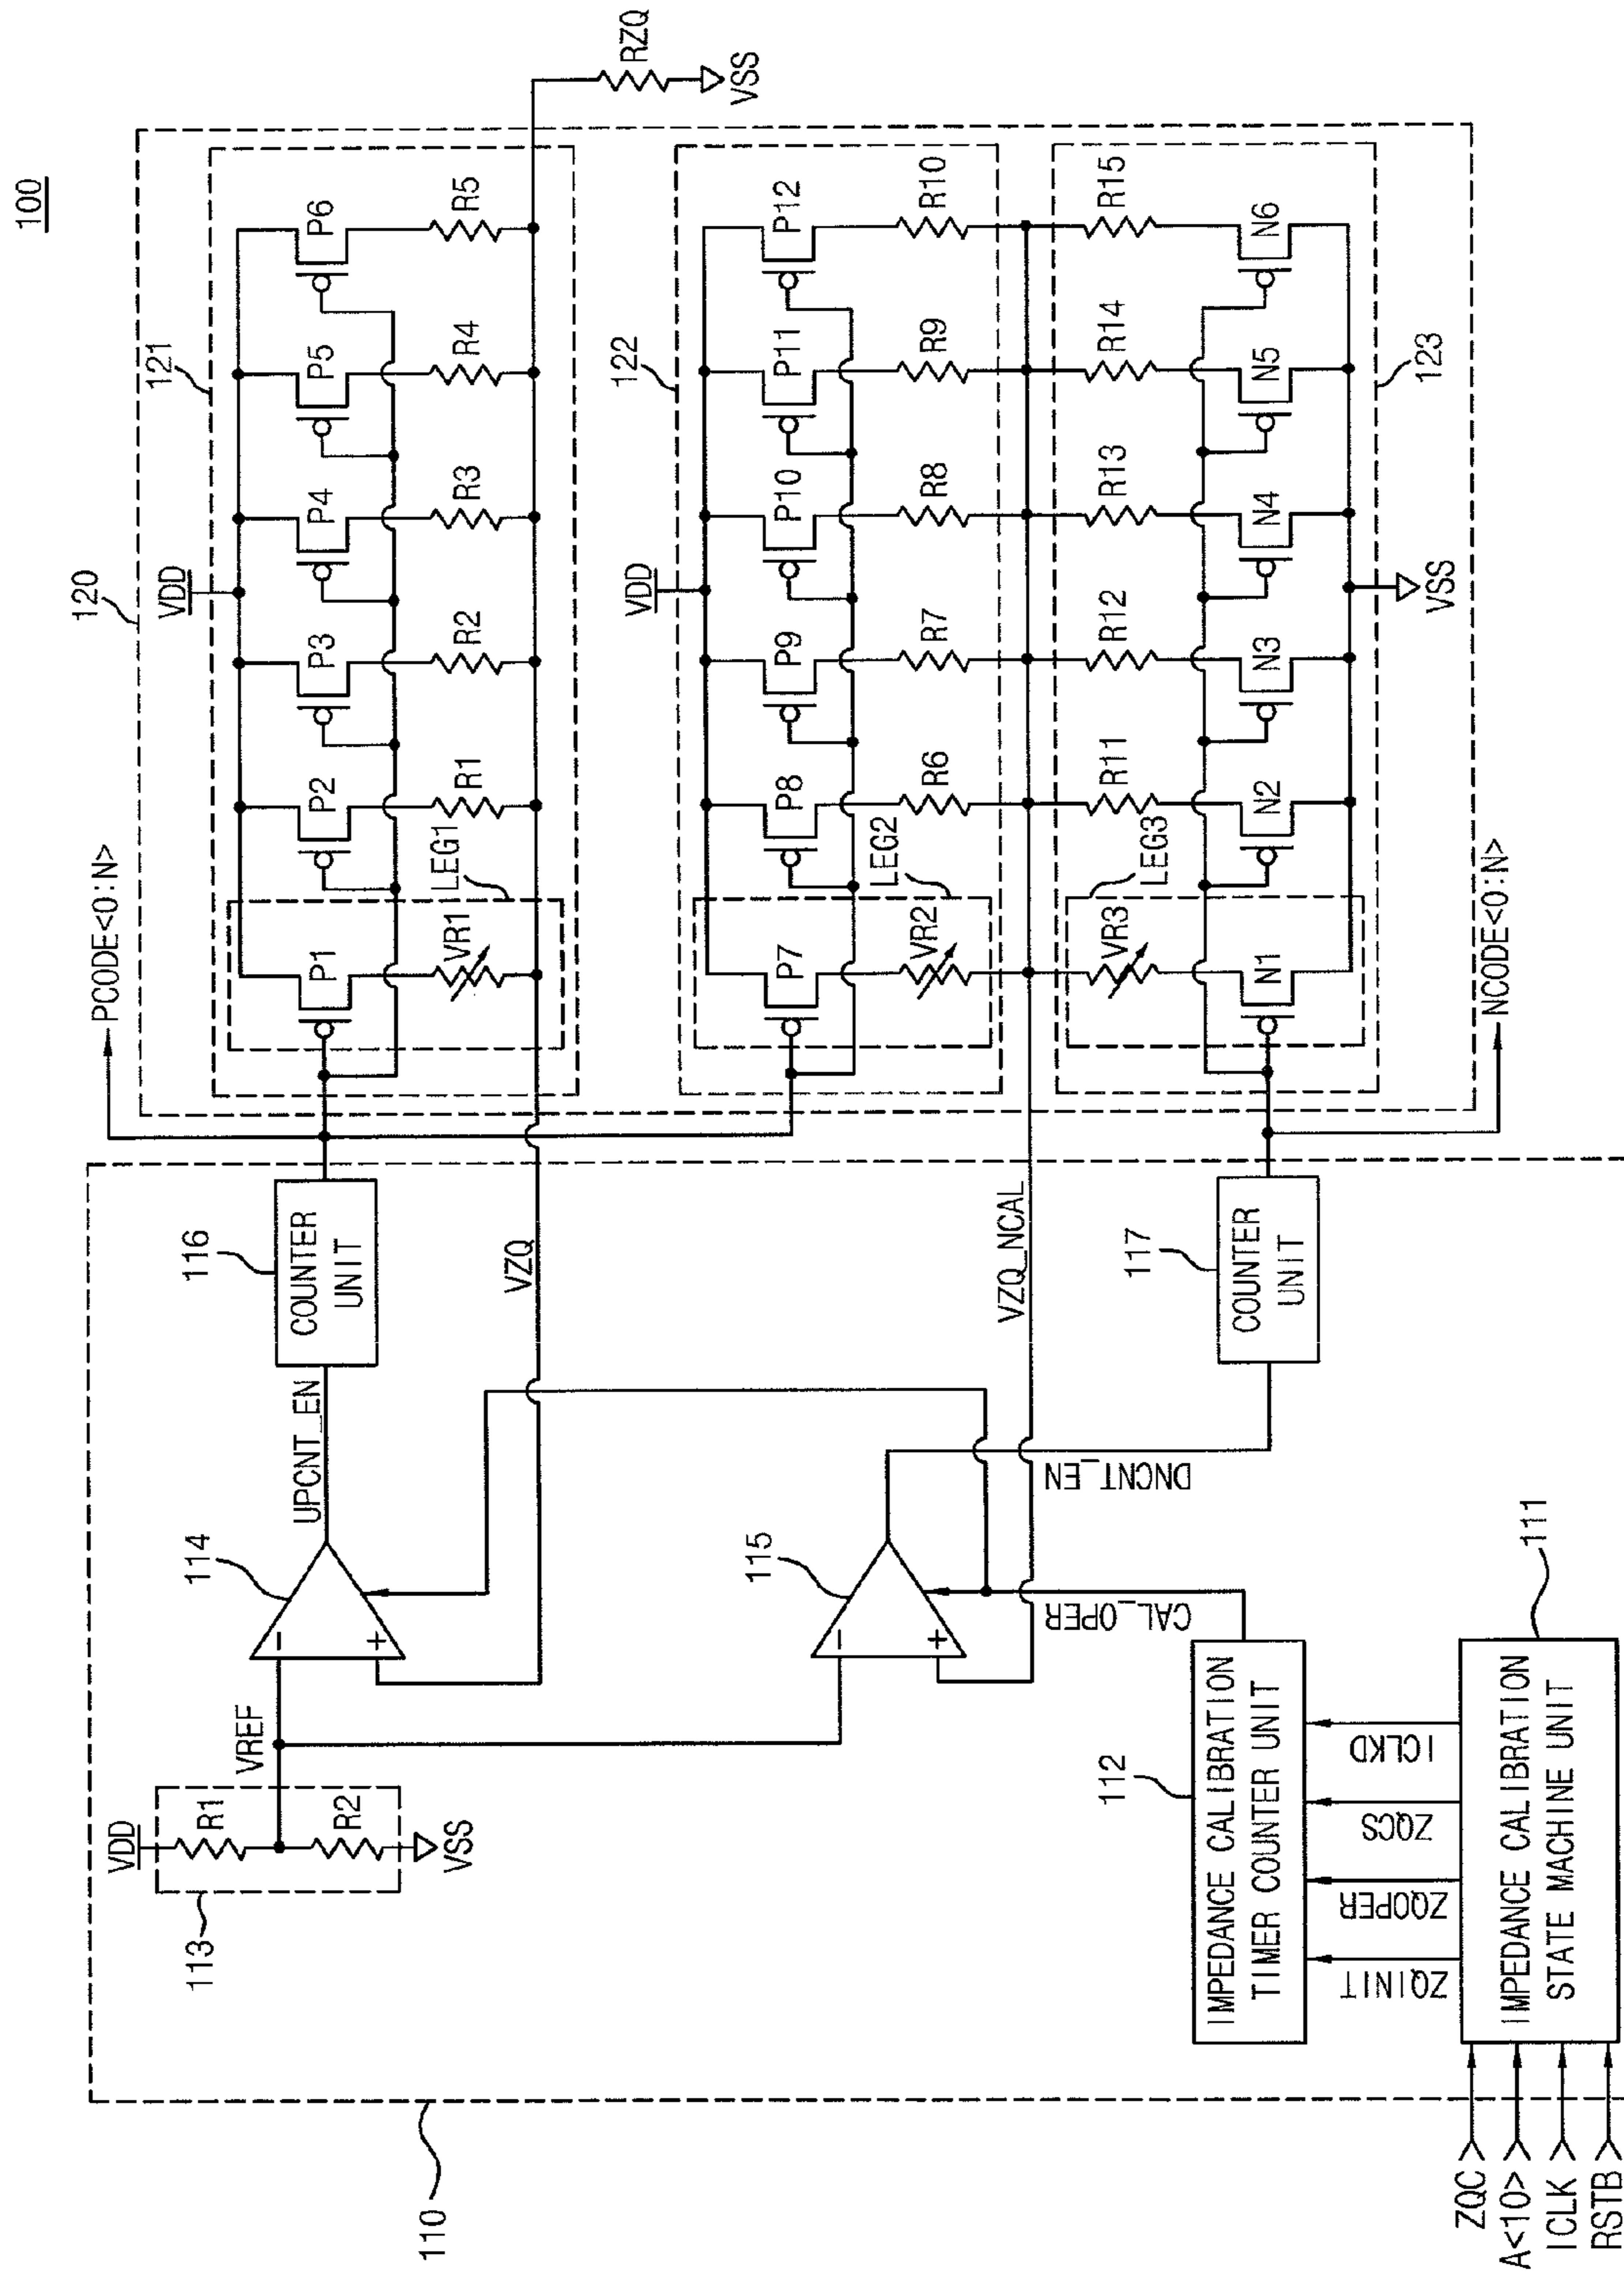 100
120
121
VDD
P1
P2
P3
P4
P5
P6
VR1
R1
R2
R3
R4
R5
LEG1
RZQ
VSS
122
VDD
P7
P8
P9
P10
P11
P12
VR2
R6
R7
R8
R9
R10
LEG2
VR3
R11
R12
R13
R14
R15
LEG3
N1
N2
N3
N4
N5
N6
VSS
123
PCODE<0:N>
NCODE<0:N>
110
113
VDD
R1
R2
VSS
VREF
114
-
+
UPCNT_EN
116
COUNTER
UNIT
VZQ
115
-
+
DNCNT_EN
VZQ_NCAL
117
COUNTER
UNIT
CAL_OPER
112
IMPEDANCE CALIBRATION
TIMER COUNTER UNIT
ZQINIT
ZQOPER
ZQCS
ICLKD
111
IMPEDANCE CALIBRATION
STATE MACHINE UNIT
ZQC
A<10>
ICLK
RSTB